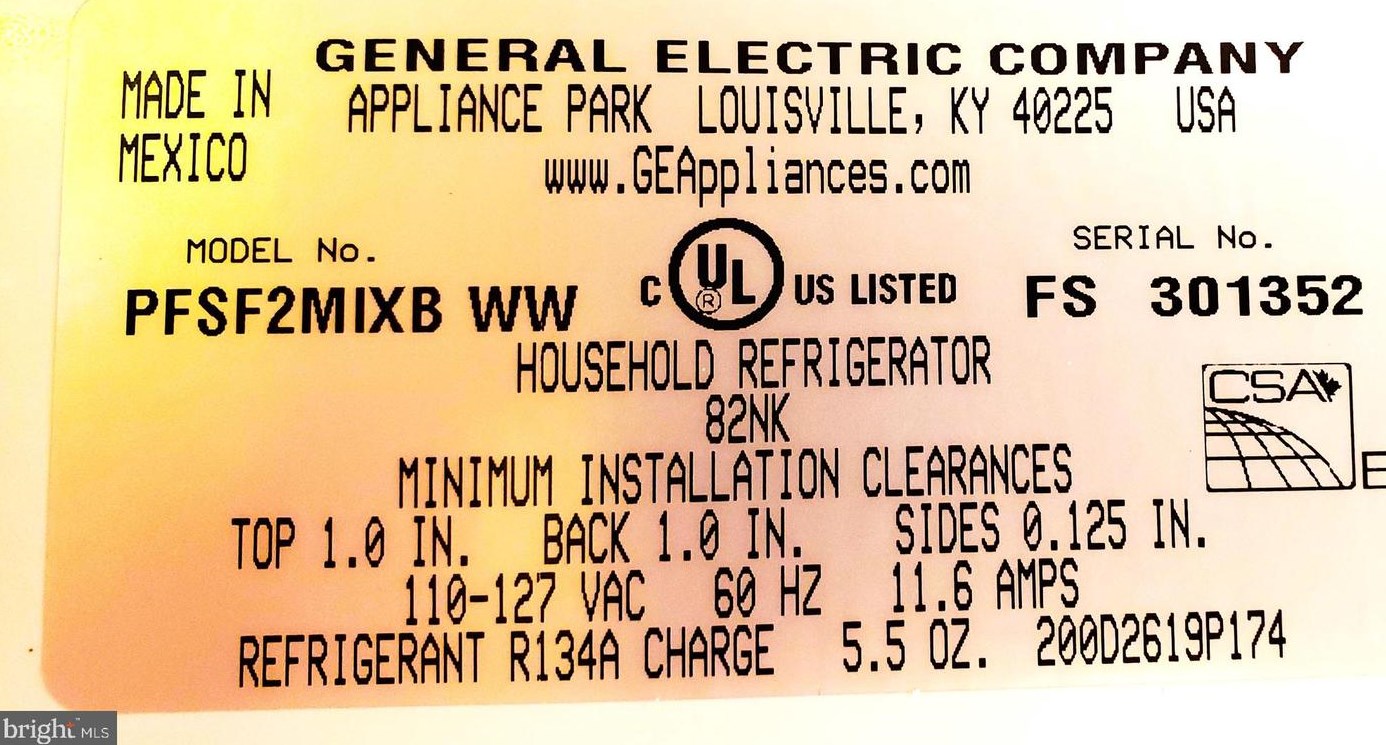 GENERAL ELECTRIC COMPANY
MADE IN
MEXICO
APPLIANCE PARK LOUISVILLE, KY 40225 USA
www.GEAppliances.com
MODEL No.
PFSF2MIXB WW
C UL ® US LISTED
SERIAL No.
FS 301352
HOUSEHOLD REFRIGERATOR
82NK
CSA
E
MINIMUM INSTALLATION CLEARANCES
TOP 1.0 IN. BACK 1.0 IN. SIDES 0.125 IN.
110-127 VAC 60 HZ 11.6 AMPS
REFRIGERANT R134A CHARGE 5.5 OZ. 200D2619P174
bright MLS